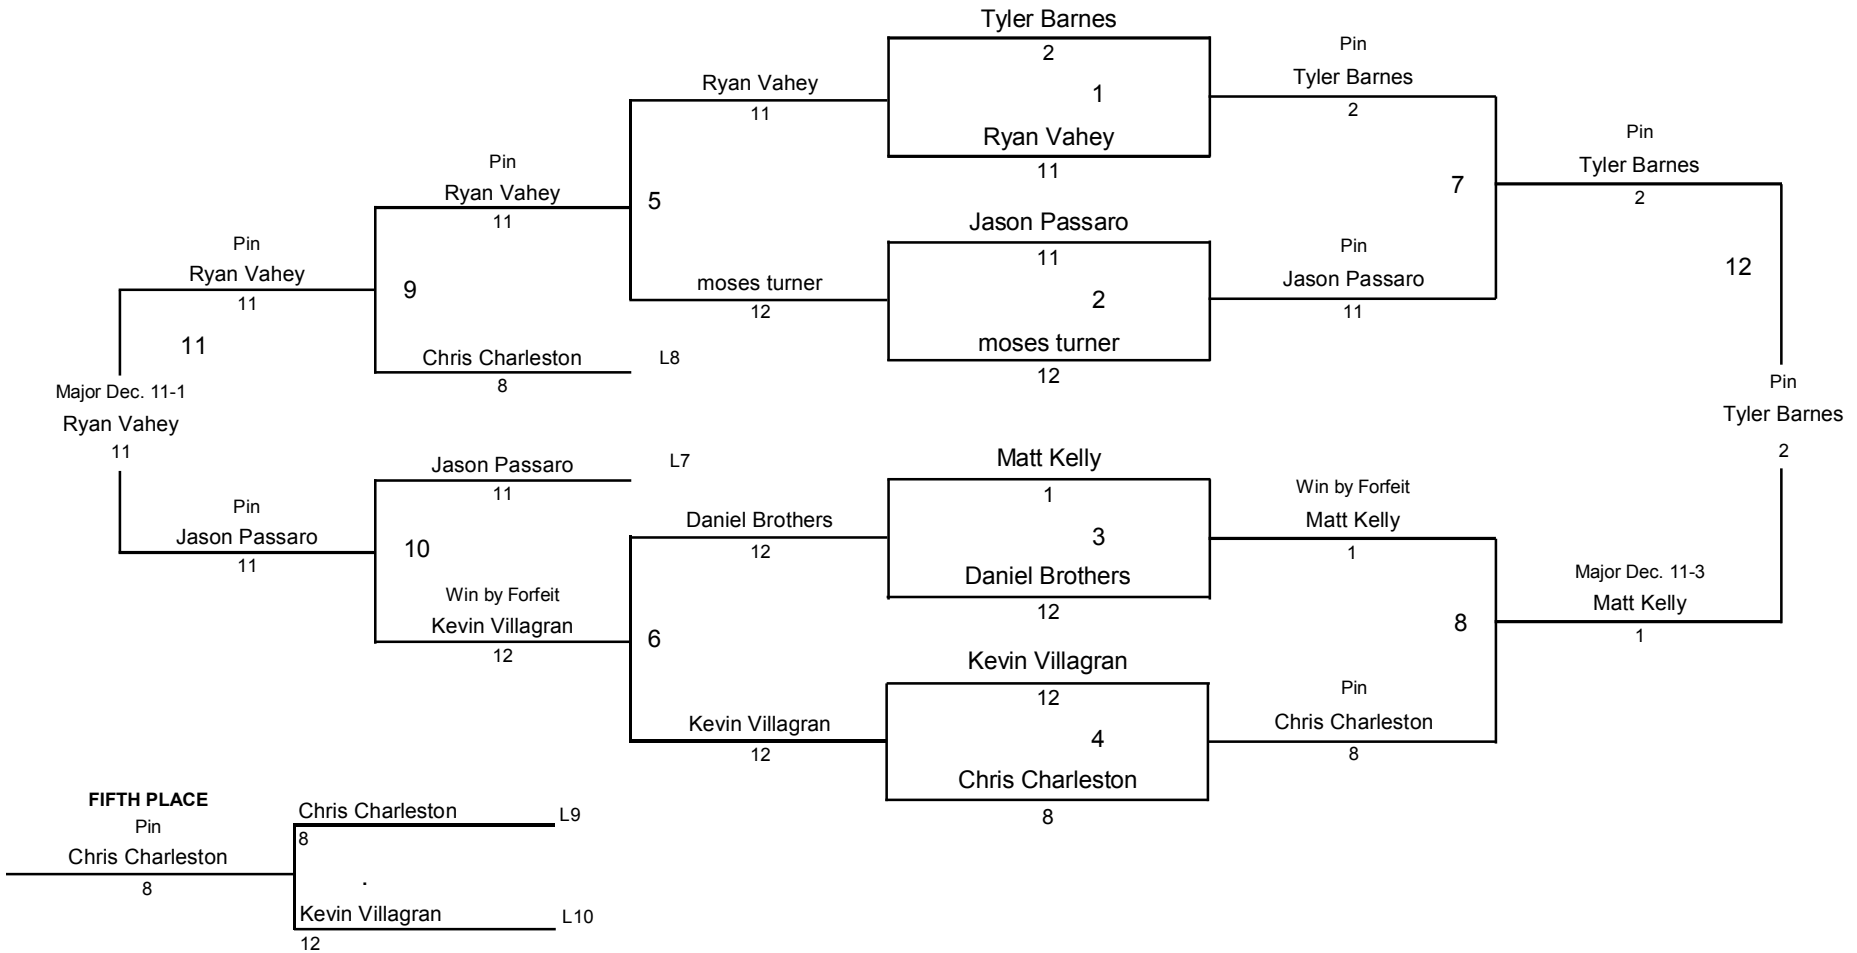 Tyler Barnes
2
1
Ryan Vahey
11
Jason Passaro
11
2
moses turner
12
Matt Kelly
1
3
Daniel Brothers
12
Kevin Villagran
12
4
Chris Charleston
8
Pin
Tyler Barnes
2
7
Pin
Jason Passaro
11
Win by Forfeit
Matt Kelly
1
8
Pin
Chris Charleston
8
Pin
Tyler Barnes
2
12
Major Dec. 11-3
Matt Kelly
1
Pin
Tyler Barnes
2
Ryan Vahey
11
5
moses turner
12
Daniel Brothers
12
6
Kevin Villagran
12
Pin
Ryan Vahey
11
9
Chris Charleston L8
8
Jason Passaro L7
11
10
Win by Forfeit
Kevin Villagran
12
Pin
Ryan Vahey
11
11
Pin
Jason Passaro
11
Major Dec. 11-1
Ryan Vahey
11
FIFTH PLACE
Pin
Chris Charleston
8
Chris Charleston L9
8
.
Kevin Villagran L10
12